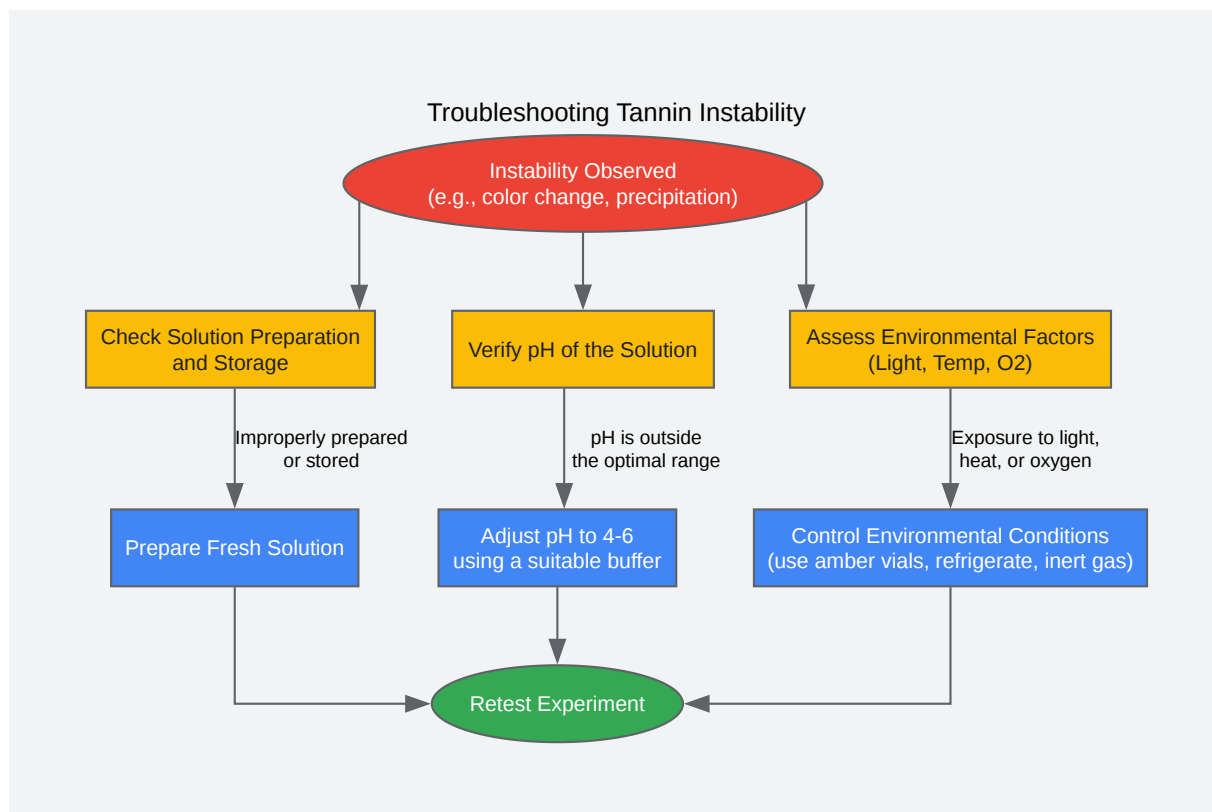 Troubleshooting Tannin Instability
Instability Observed
(e.g., color change, precipitation)
Check Solution Preparation
and Storage
Verify pH of the Solution
Assess Environmental Factors
(Light, Temp, O2)
Improperly prepared
or stored
pH is outside
the optimal range
Exposure to light,
heat, or oxygen
Prepare Fresh Solution
Adjust pH to 4-6
using a suitable buffer
Control Environmental Conditions
(use amber vials, refrigerate, inert gas)
Retest Experiment